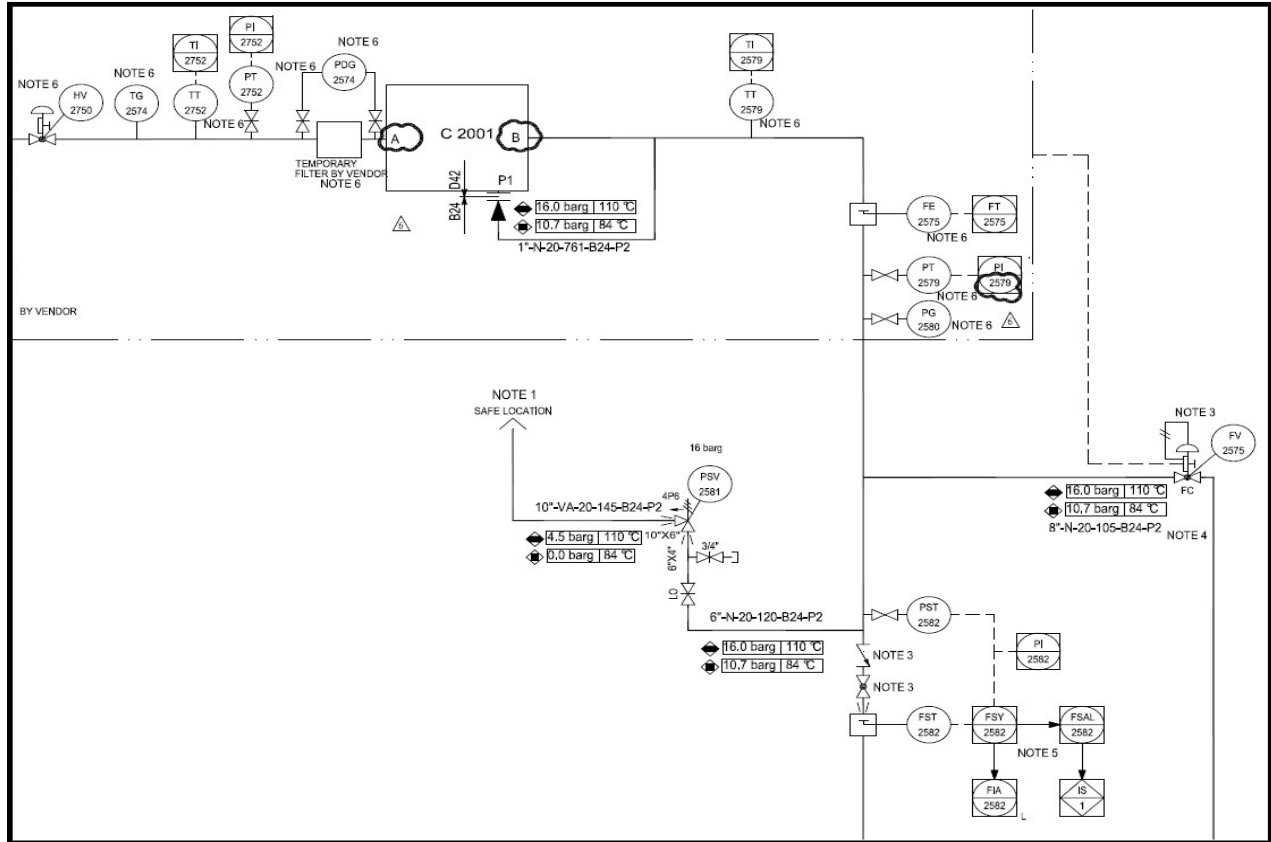 NOTE 6
HV
2750
NOTE 6
TG
2574
TI
2752
TT
2752
NOTE 6
PI
2752
PT
2752
NOTE 6
NOTE 6
PDG
2574
TEMPORARY
FILTER BY VENDOR
NOTE 6
A
C 2001
B
P1
D42
B24
6
16.0 barg 110 °C
10.7 barg 84 °C
1"-N-20-761-B24-P2
TI
2579
TT
2579
NOTE 6
FE
2575
NOTE 6
FT
2575
PT
2579
NOTE 6
PI
2579
PG
2580
NOTE 6
6
BY VENDOR
NOTE 1
SAFE LOCATION
16 barg
PSV
2581
4P6
10"-VA-20-145-B24-P2
10"X6"
4.5 barg 110 °C
0.0 barg 84 °C
6"X4"
3/4"
LO
6"-N-20-120-B24-P2
16.0 barg 110 °C
10.7 barg 84 °C
NOTE 3
FV
2575
FC
16.0 barg 110 °C
10.7 barg 84 °C
8"-N-20-105-B24-P2
NOTE 4
PST
2582
PI
2582
NOTE 3
NOTE 3
FST
2582
FSY
2582
FSAL
2582
NOTE 5
FIA
2582
L
IS
1